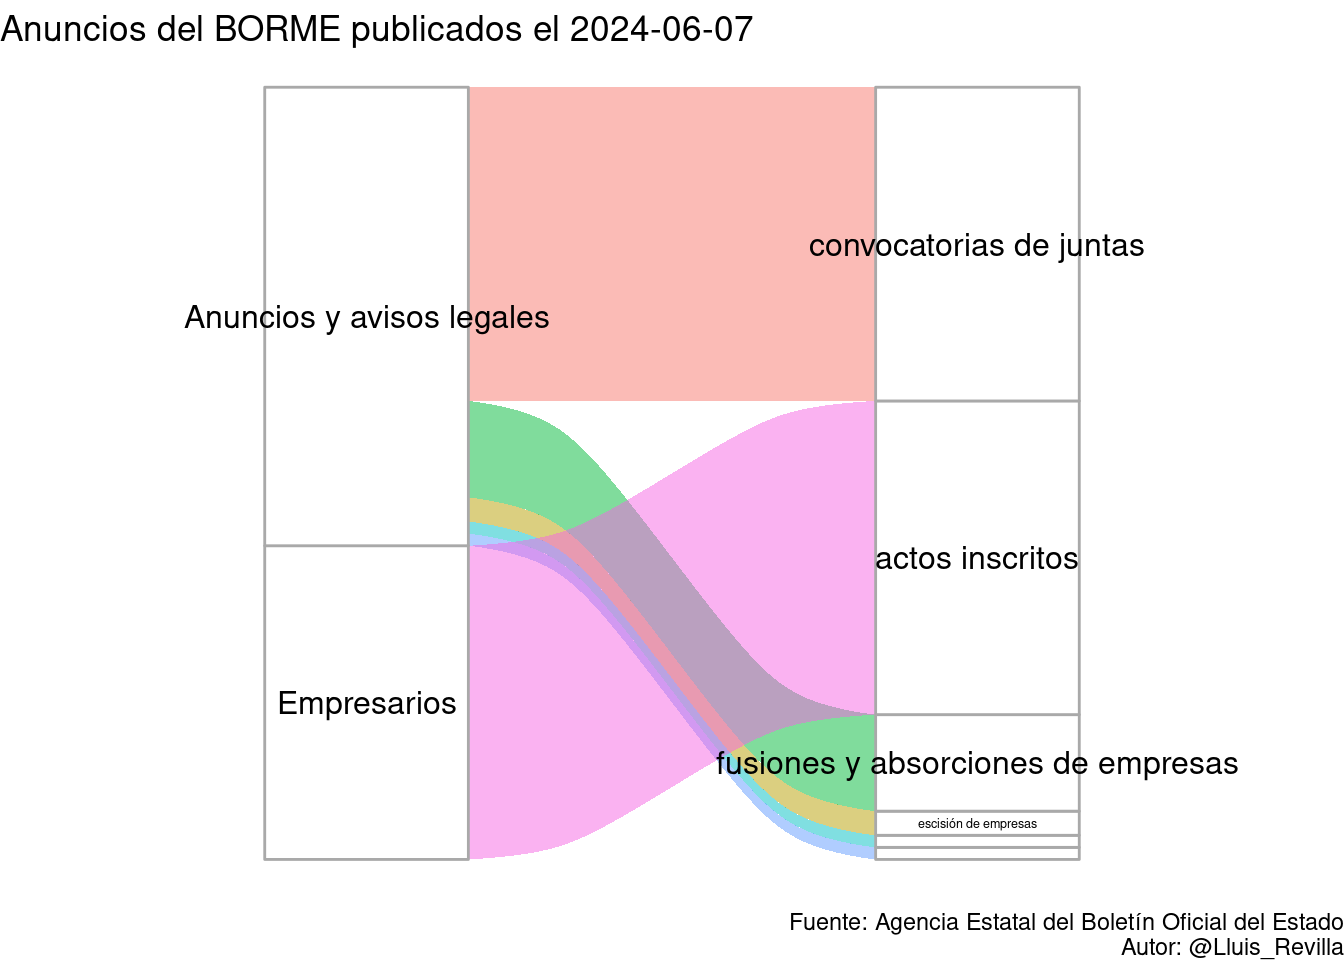 Anuncios del BORME publicados el 2024-06-07
convocatorias de juntas
Anuncios y avisos legales
actos inscritos
Empresarios
fusiones y absorciones de empresas
escisión de empresas
Fuente: Agencia Estatal del Boletín Oficial del Estado
Autor: @Lluis_Revilla